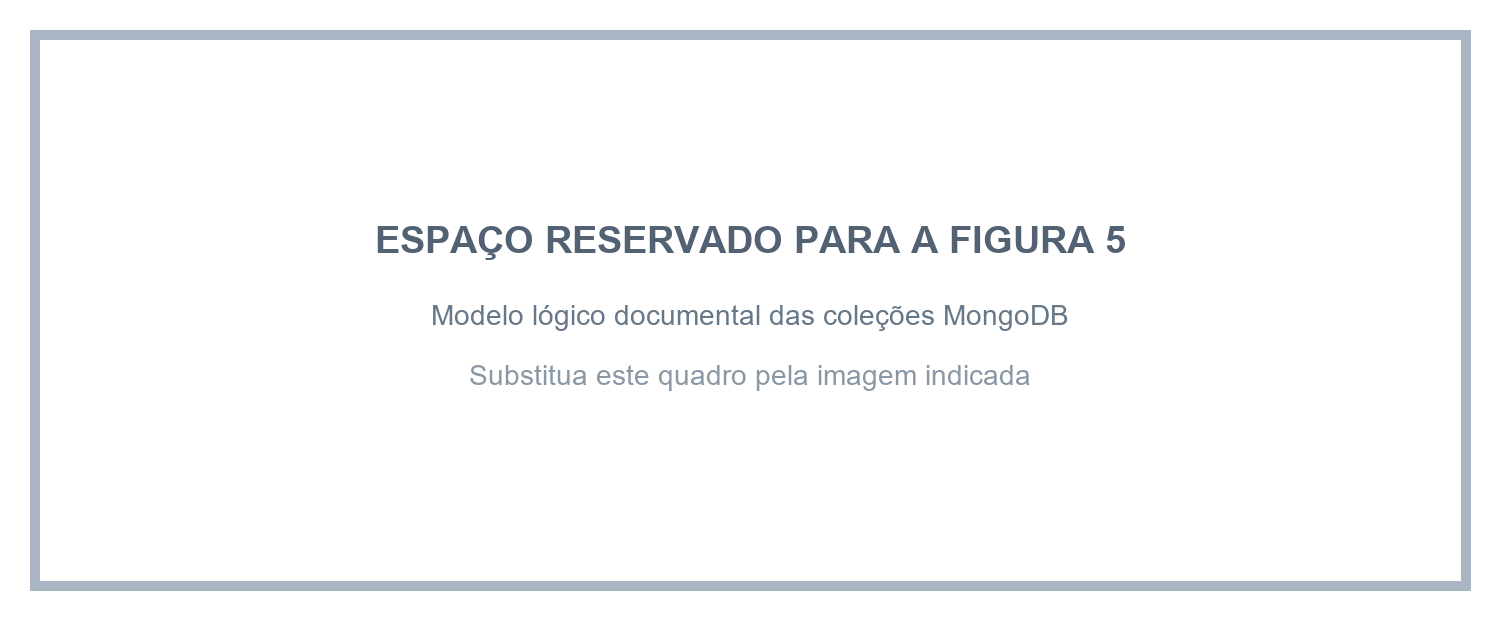 ESPAÇO RESERVADO PARA A FIGURA 5
Modelo lógico documental das coleções MongoDB
Substitua este quadro pela imagem indicada